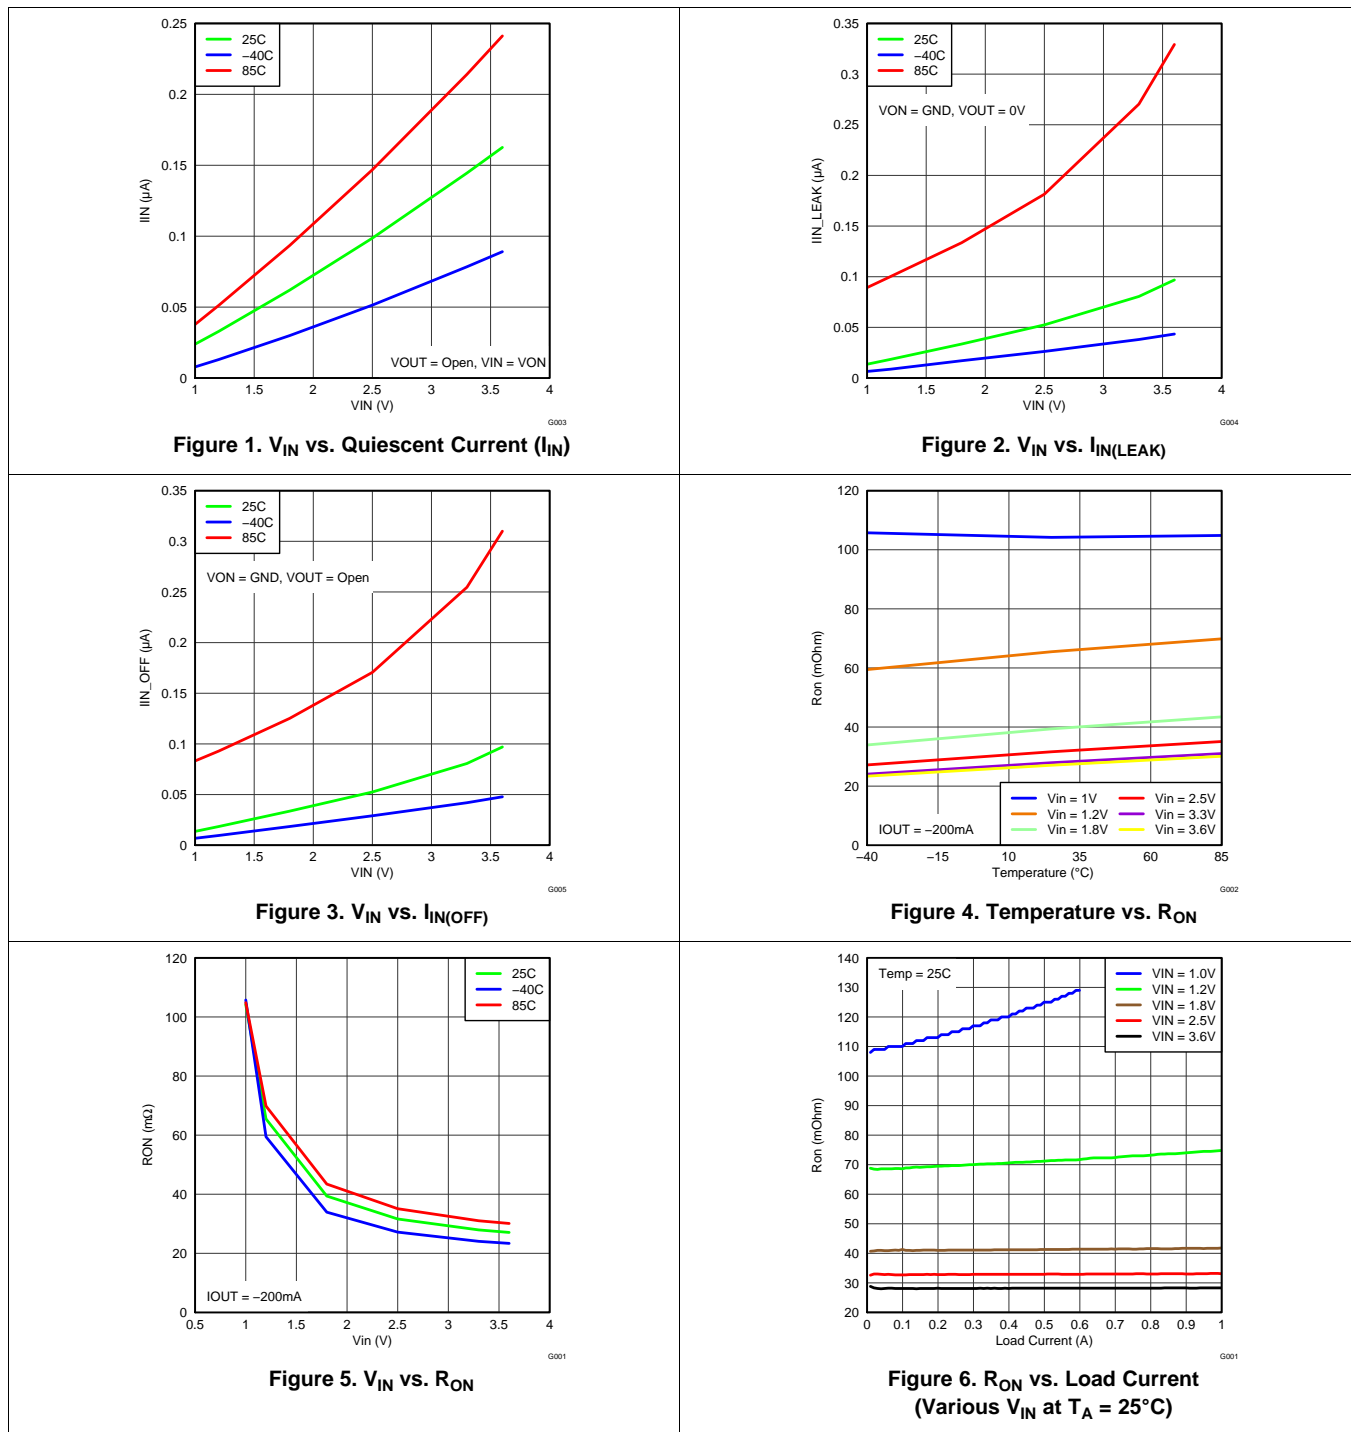 0.25
0.2
0.15
0.1
0.05
0
IIN (µA)
25C
−40C
85C
VOUT = Open, VIN = VON
1 1.5 2 2.5 3 3.5 4
VIN (V)
G003
Figure 1. VIN vs. Quiescent Current (IIN)
0.35
0.3
0.25
0.2
0.15
0.1
0.05
0
IIN_LEAK (µA)
25C
−40C
85C
VON = GND, VOUT = 0V
1 1.5 2 2.5 3 3.5 4
VIN (V)
G004
Figure 2. VIN vs. IIN(LEAK)
0.35
0.3
0.25
0.2
0.15
0.1
0.05
0
IIN_OFF (µA)
25C
−40C
85C
VON = GND, VOUT = Open
1 1.5 2 2.5 3 3.5 4
VIN (V)
G005
Figure 3. VIN vs. IIN(OFF)
120
100
80
60
40
20
0
Ron (mOhm)
Vin = 1V
Vin = 1.2V
Vin = 1.8V
Vin = 2.5V
Vin = 3.3V
Vin = 3.6V
IOUT = −200mA
−40 −15 10 35 60 85
Temperature (°C)
G002
Figure 4. Temperature vs. RON
120
100
80
60
40
20
0
RON (mΩ)
25C
−40C
85C
IOUT = −200mA
0.5 1 1.5 2 2.5 3 3.5 4
Vin (V)
G001
Figure 5. VIN vs. RON
140
130
120
110
100
90
80
70
60
50
40
30
20
Ron (mOhm)
Temp = 25C
VIN = 1.0V
VIN = 1.2V
VIN = 1.8V
VIN = 2.5V
VIN = 3.6V
0 0.1 0.2 0.3 0.4 0.5 0.6 0.7 0.8 0.9 1
Load Current (A)
G001
Figure 6. RON vs. Load Current
(Various VIN at TA = 25°C)